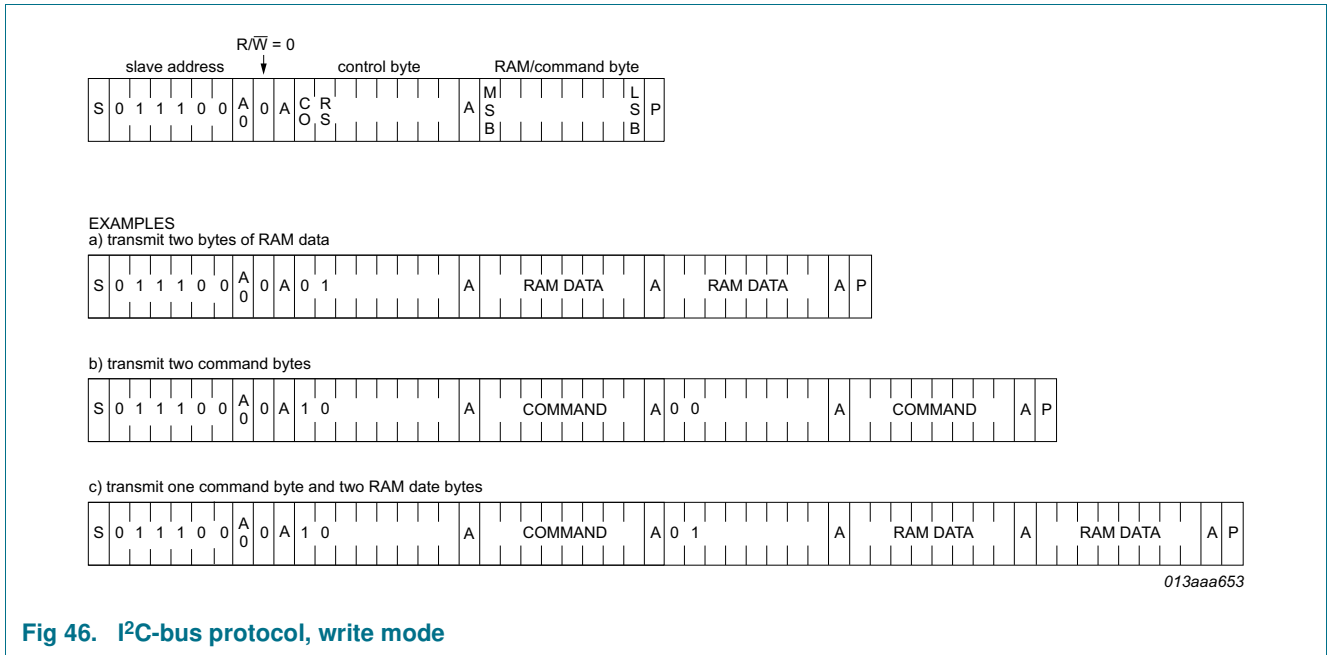 R/W̅ = 0
slave address control byte RAM/command byte
S 0 1 1 1 0 0 A0 0 A CO RS A MSB LSB P
EXAMPLES
a) transmit two bytes of RAM data
S 0 1 1 1 0 0 A0 0 A 0 1 A RAM DATA A RAM DATA A P
b) transmit two command bytes
S 0 1 1 1 0 0 A0 0 A 1 0 A COMMAND A 0 0 A COMMAND A P
c) transmit one command byte and two RAM date bytes
S 0 1 1 1 0 0 A0 0 A 1 0 A COMMAND A 0 1 A RAM DATA A RAM DATA A P
013aaa653
Fig 46. I²C-bus protocol, write mode